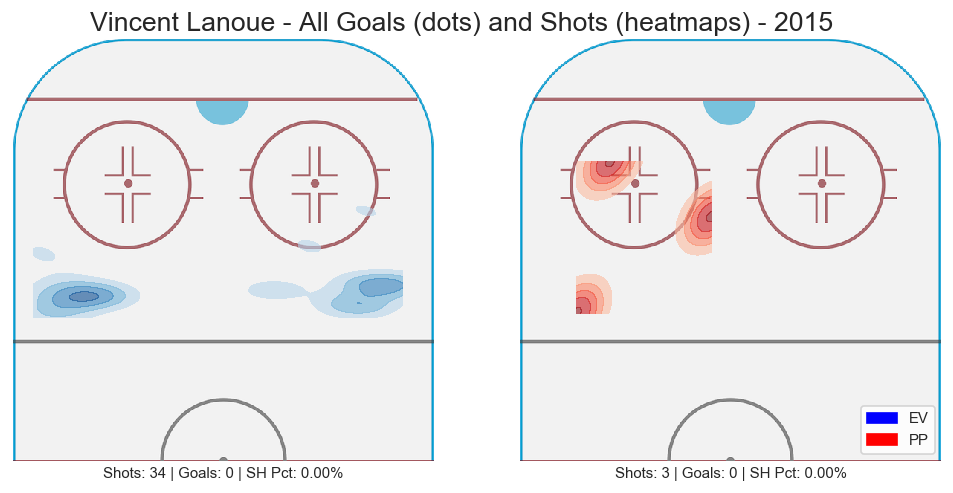 Vincent Lanoue - All Goals (dots) and Shots (heatmaps) - 2015
EV
PP
Shots: 34 | Goals: 0 | SH Pct: 0.00%
Shots: 3 | Goals: 0 | SH Pct: 0.00%